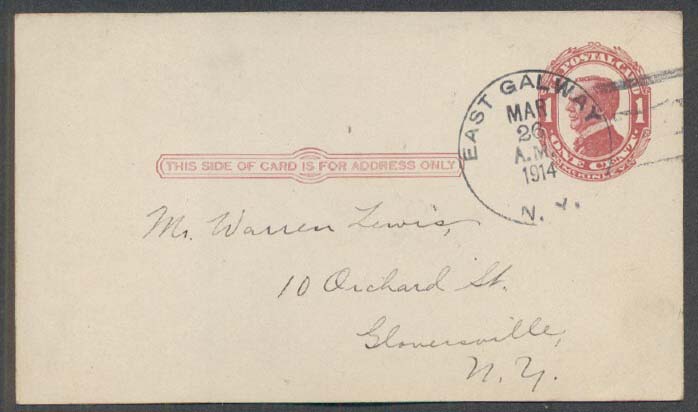 POSTAL CARD
1 1
ONE CENT
EAST GALWAY
MAR
26
A.M.
1914
N. Y.
(THIS SIDE OF CARD IS FOR ADDRESS ONLY)
Mr. Warren Lewis,
10 Orchard St.
Gloversville,
N. Y.